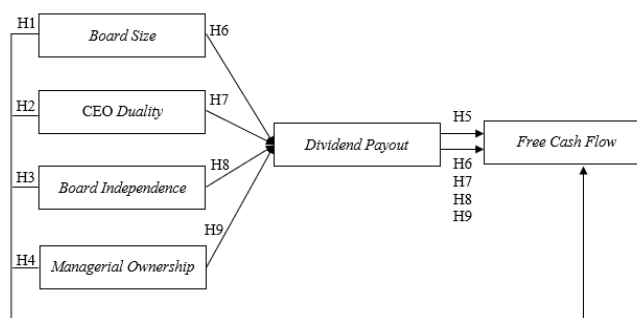 H1
Board Size
H6
H2
CEO Duality
H7
H3
Board Independence
H8
H4
Managerial Ownership
H9
Dividend Payout
H5
H6
H7
H8
H9
Free Cash Flow